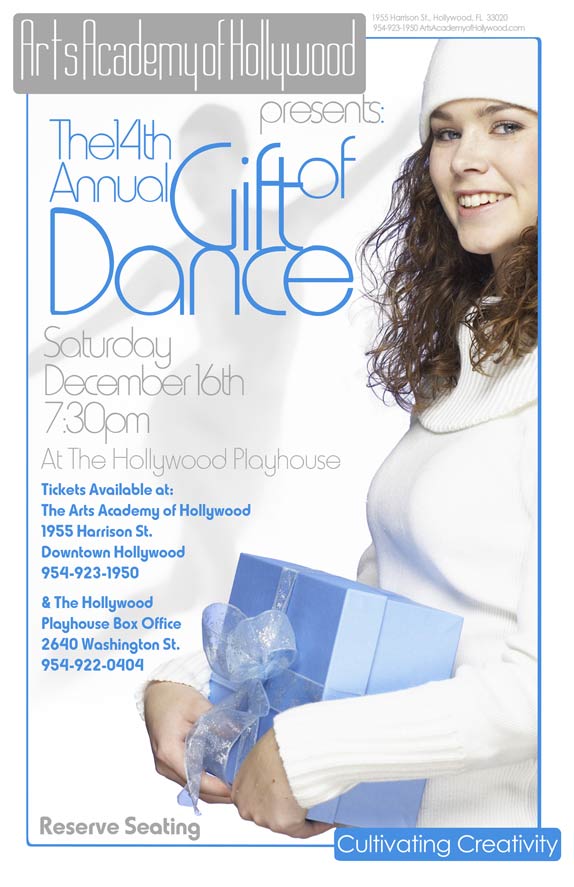 Arts Academy of Hollywood
1955 Harrison St., Hollywood, FL 33020
954-923-1950 ArtsAcademyofHollywood.com
presents:
The 14th
Annual
Gift of
Dance
Saturday
December 16th
7:30pm
At The Hollywood Playhouse
Tickets Available at:
The Arts Academy of Hollywood
1955 Harrison St.
Downtown Hollywood
954-923-1950
& The Hollywood
Playhouse Box Office
2640 Washington St.
954-922-0404
Reserve Seating
Cultivating Creativity